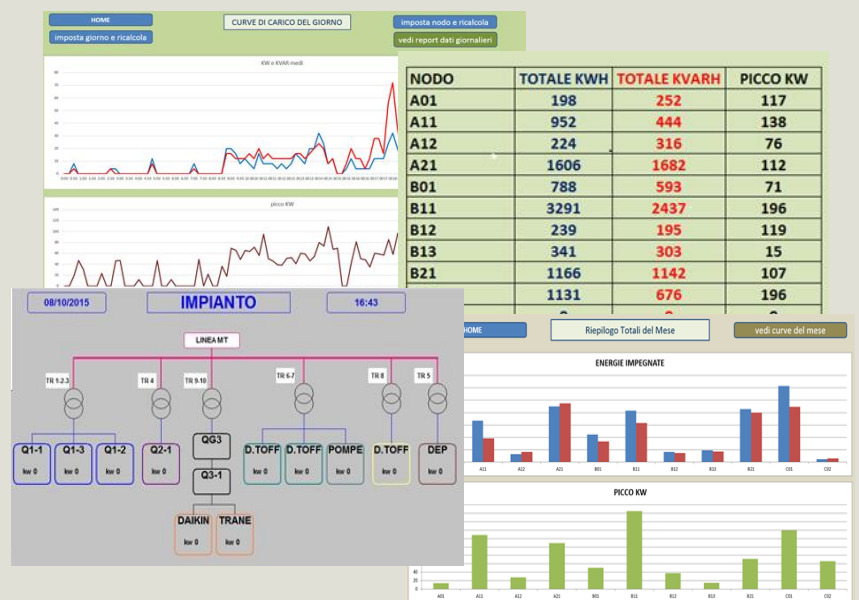 HOME
CURVE DI CARICO DEL GIORNO
imposta nodo e ricalcola
imposta giorno e ricalcola
vedi report dati giornalieri
KW e KVAR medi
picco KW
NODO TOTALE KWH TOTALE KVARH PICCO KW
A01 198 252 117
A11 952 444 138
A12 224 316 76
A21 1606 1682 112
B01 788 593 71
B11 3291 2437 196
B12 239 195 119
B13 341 303 15
B21 1166 1142 107
1131 676 196
08/10/2015 IMPIANTO 16:43
LINEA MT
TR 1-2-3 TR 4 TR 9-10 TR 6-7 TR 8 TR 5
QG3
Q1-1 Q1-3 Q1-2 Q2-1 D.TOFF D.TOFF POMPE D.TOFF DEP
kw 0 kw 0 kw 0 kw 0 kw 0 kw 0 kw 0 kw 0 kw 0
Q3-1
DAIKIN TRANE
kw 0 kw 0
HOME
Riepilogo Totali del Mese
vedi curve del mese
ENERGIE IMPEGNATE
A11 A12 A21 B01 B11 B12 B13 B21 C01 C02
PICCO KW
A01 A11 A12 A21 B01 B11 B12 B13 B21 C01 C02